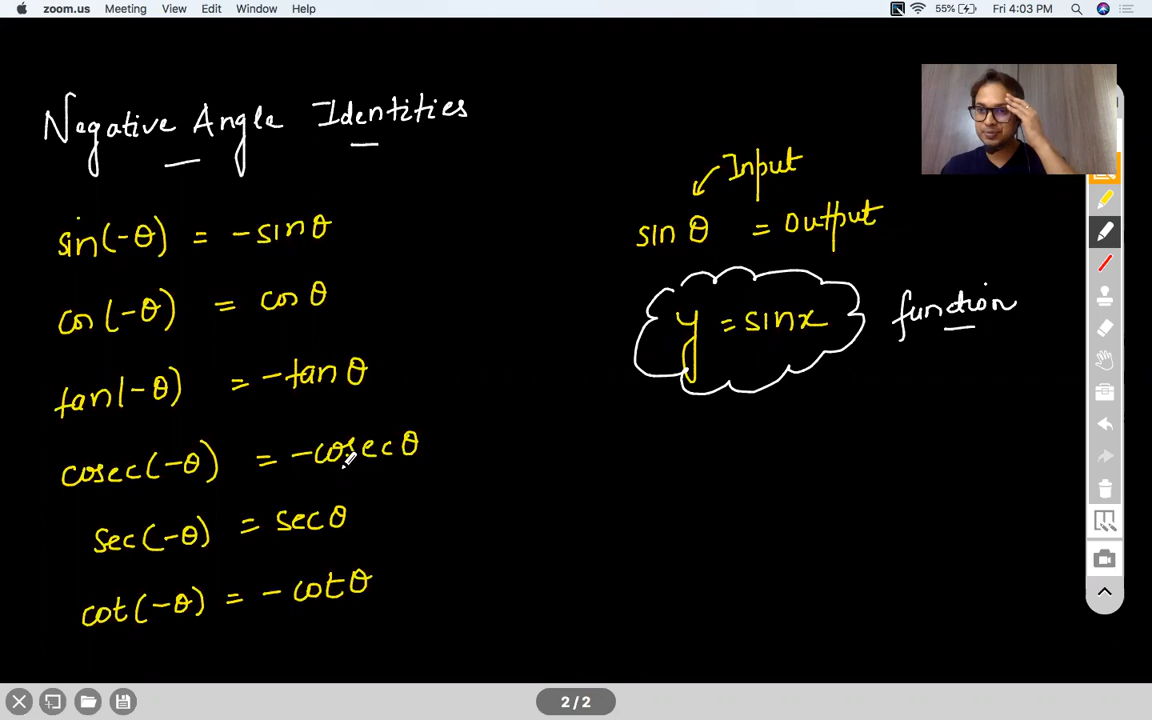 zoom.us Meeting View Edit Window Help 55% Fri 4:03 PM
Negative Angle Identities
sin(-θ) = -sinθ
cos(-θ) = cosθ
tan(-θ) = -tanθ
cosec(-θ) = -cosecθ
sec(-θ) = secθ
cot(-θ) = -cotθ
Input
sin θ = Output
y = sinx
function
2 / 2